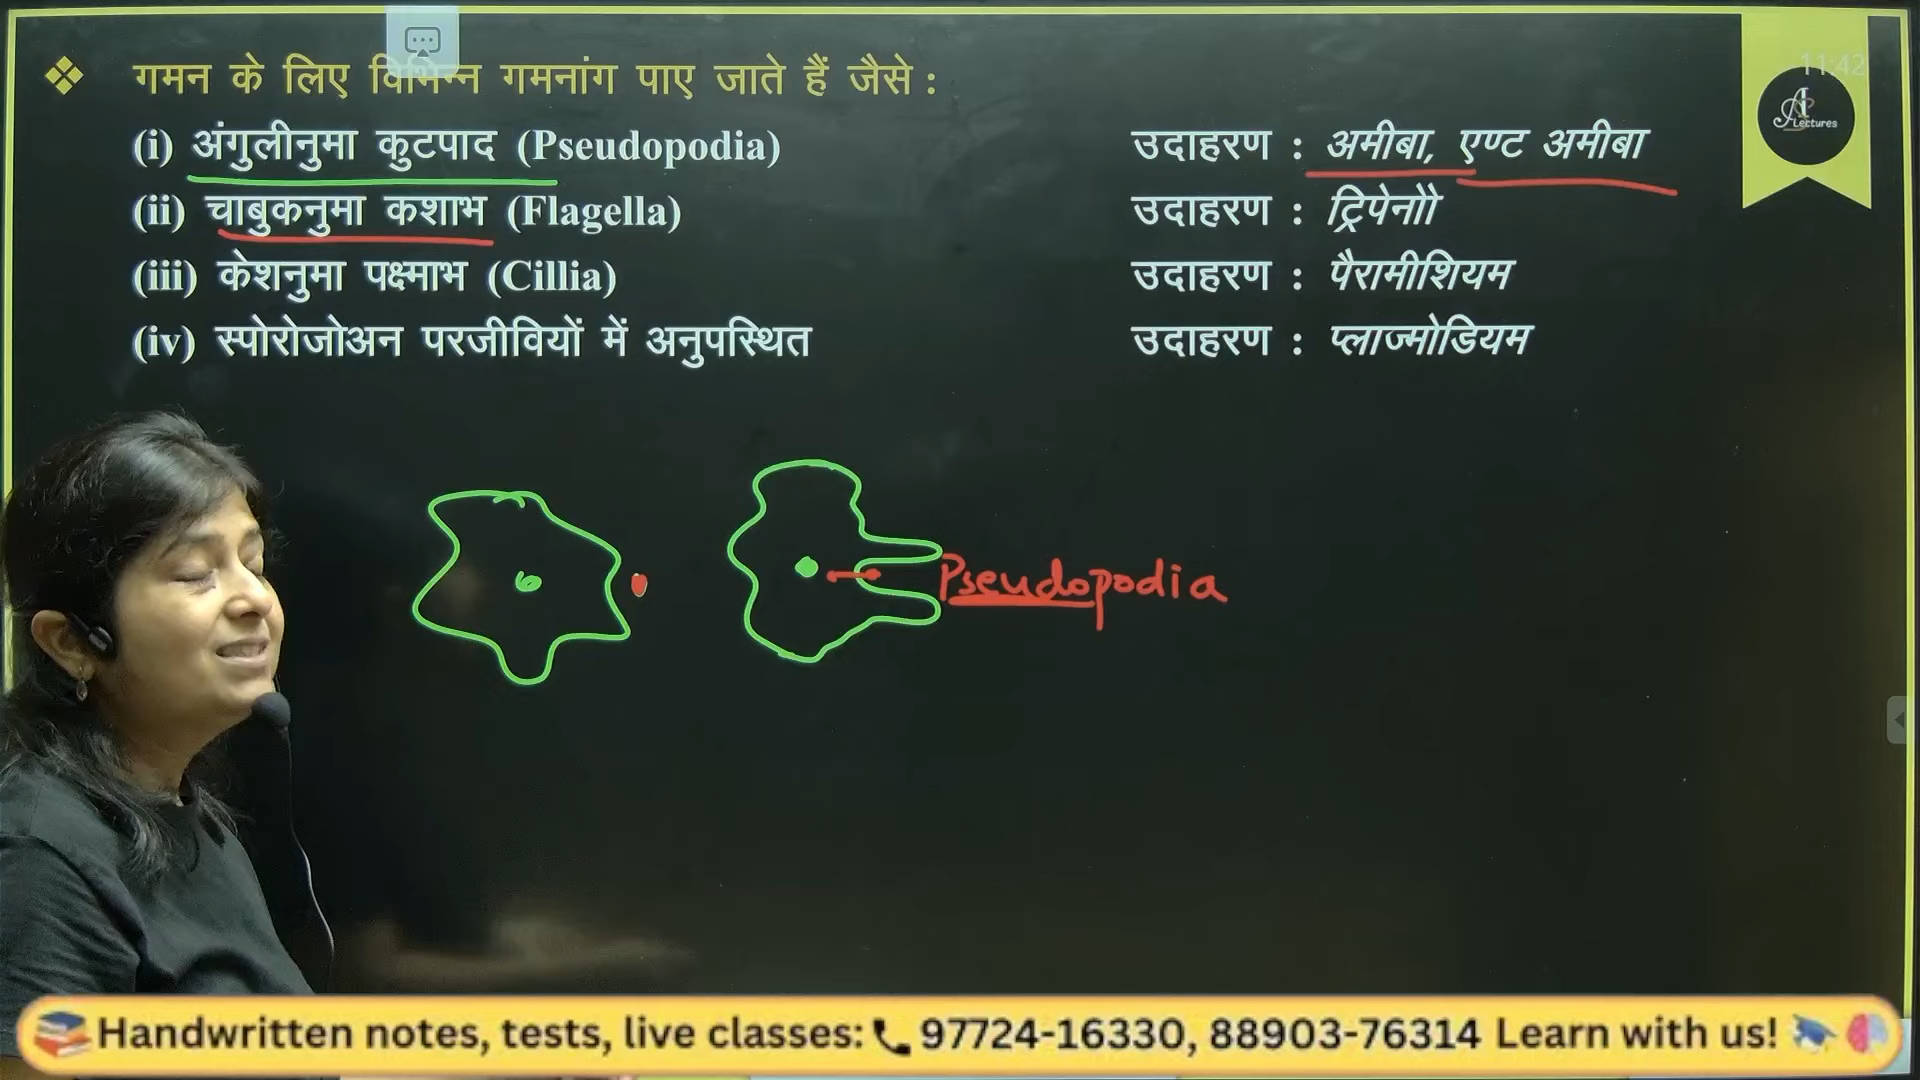 11:42
गमन के लिए विभिन्न गमनांग पाए जाते हैं जैसे :
(i) अंगुलीनुमा कुटपाद (Pseudopodia) उदाहरण : अमीबा, एण्ट अमीबा
Lectures
(ii) चाबुकनुमा कशाभ (Flagella) उदाहरण : ट्रिपेनोो
(iii) केशनुमा पक्ष्माभ (Cillia) उदाहरण : पैरामीशियम
(iv) स्पोरोजोअन परजीवियों में अनुपस्थित उदाहरण : प्लाज्मोडियम
Pseudopodia
Handwritten notes, tests, live classes: 97724-16330, 88903-76314 Learn with us!